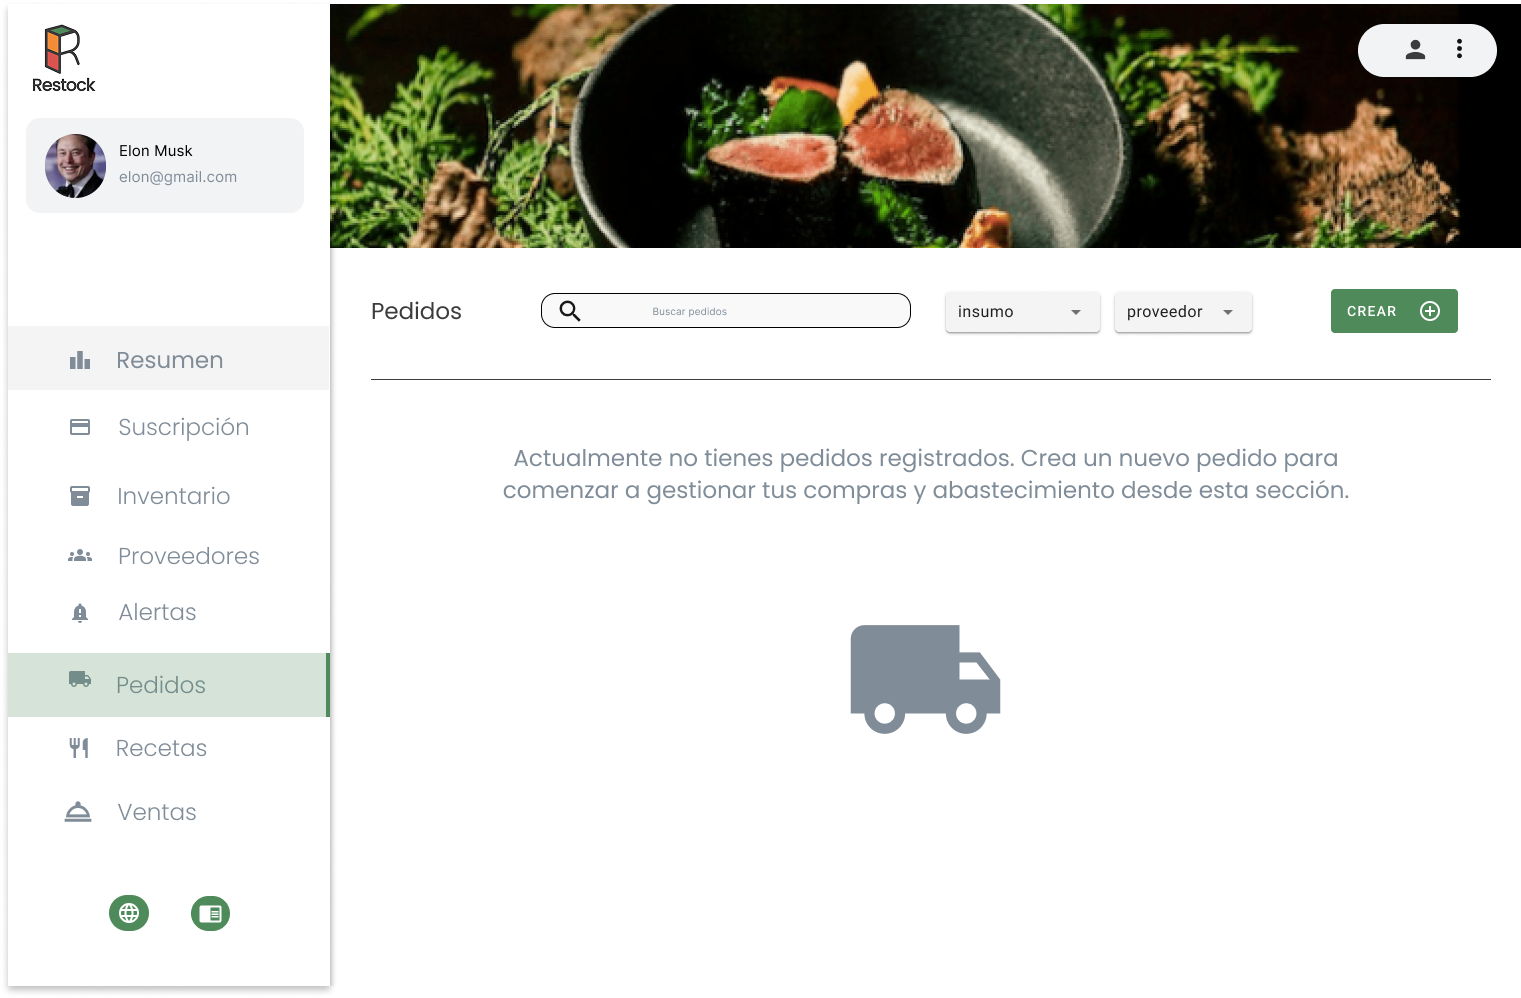 Restock
Elon Musk
elon@gmail.com
Resumen
Suscripción
Inventario
Proveedores
Alertas
Pedidos
Recetas
Ventas
Pedidos
Buscar pedidos
insumo
proveedor
CREAR
Actualmente no tienes pedidos registrados. Crea un nuevo pedido para
comenzar a gestionar tus compras y abastecimiento desde esta sección.